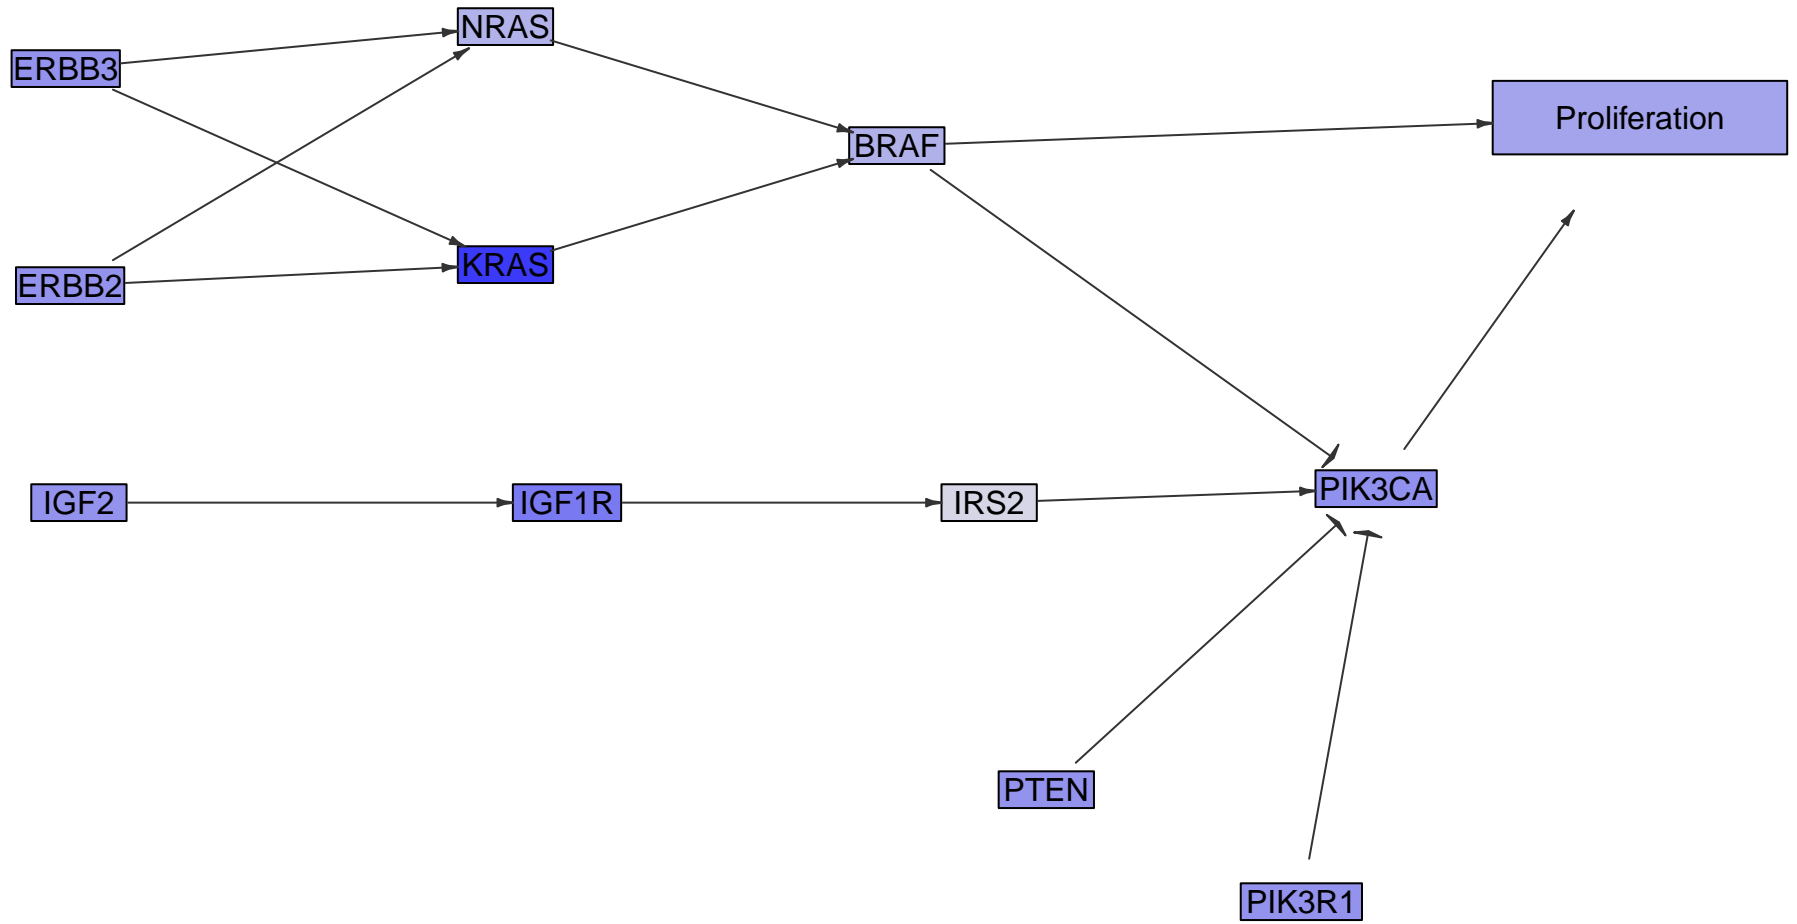 NRAS
ERBB3
Proliferation
BRAF
KRAS
ERBB2
PIK3CA
IGF2
IGF1R
IRS2
PTEN
PIK3R1